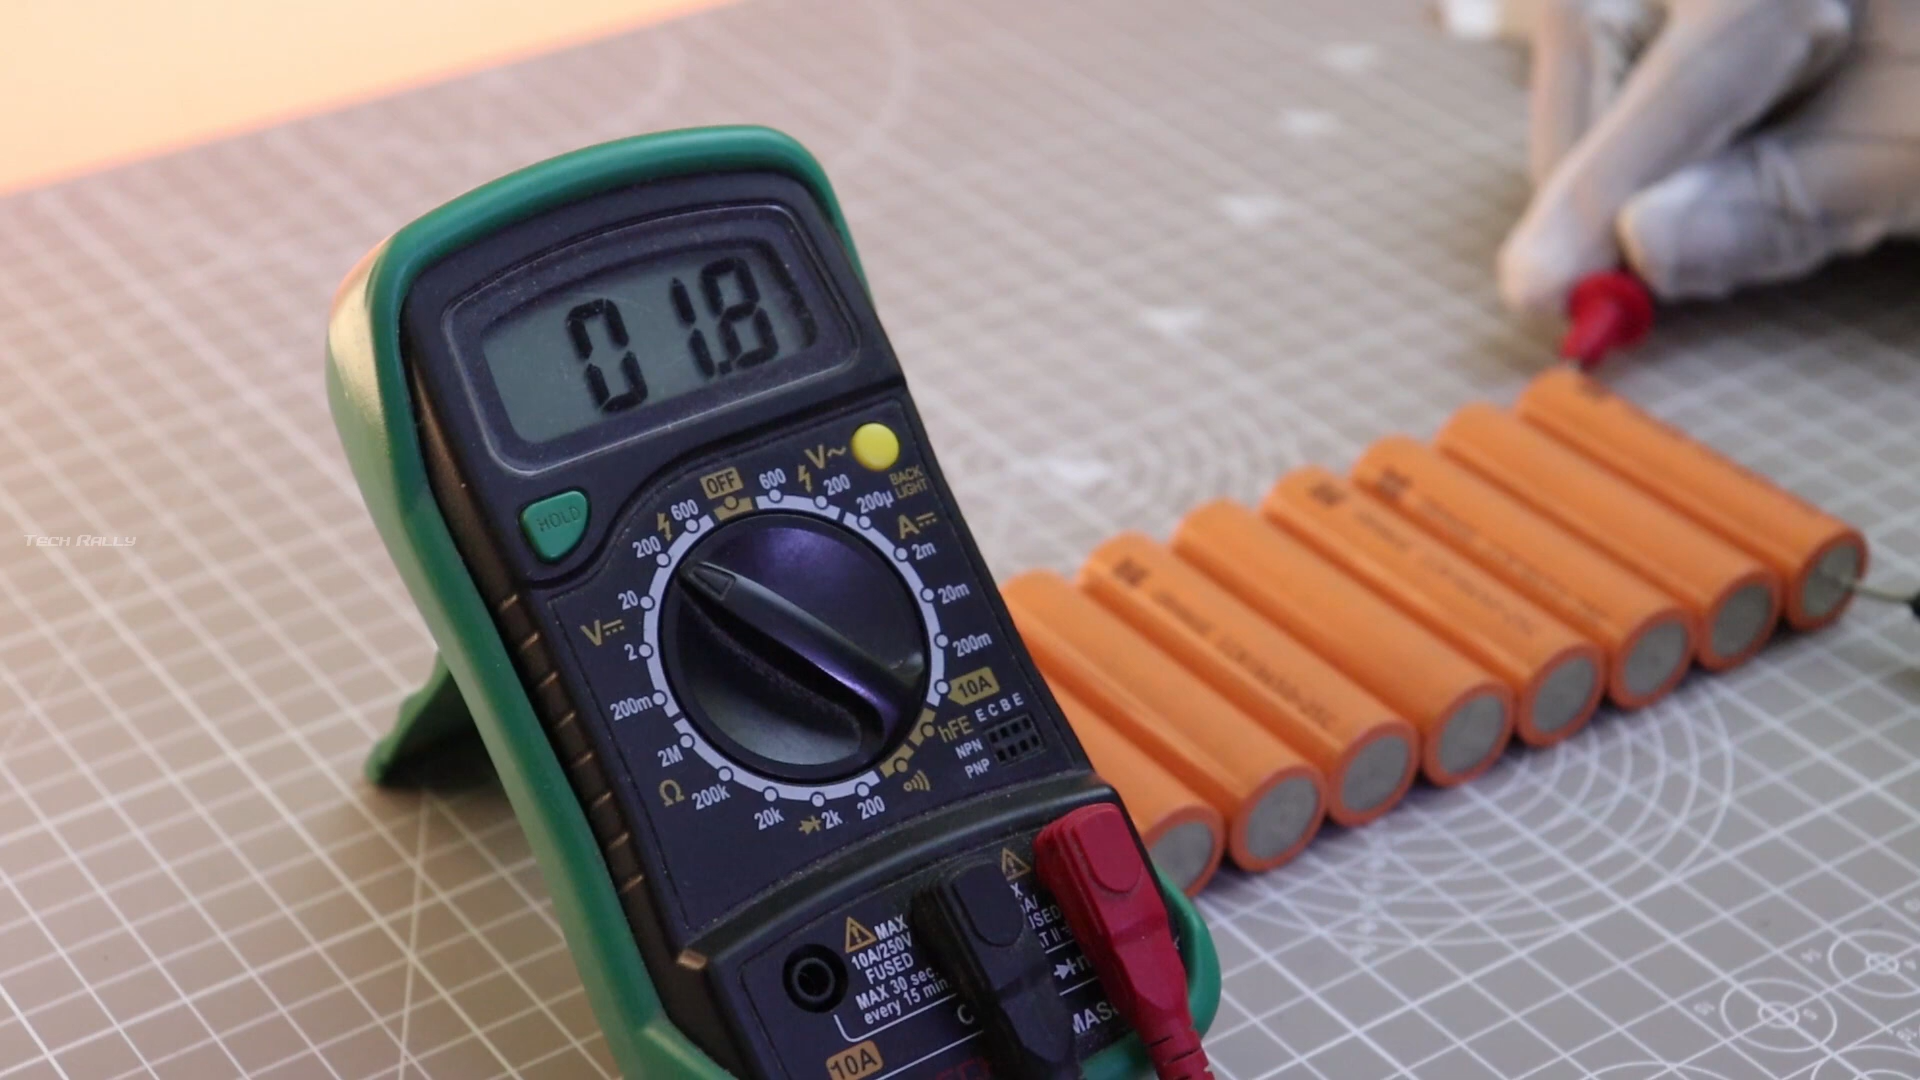 Tech Rally
01.8
HOLD
BACK
LIGHT
OFF
V~
600
200
200µ
A
2m
20m
200m
10A
hFE
E C B E
NPN
PNP
600
200
20
V
2
200m
2M
Ω
200k
20k
2k
200
MAX
10A/250V
FUSED
MAX 30 sec.
every 15 min.
10A